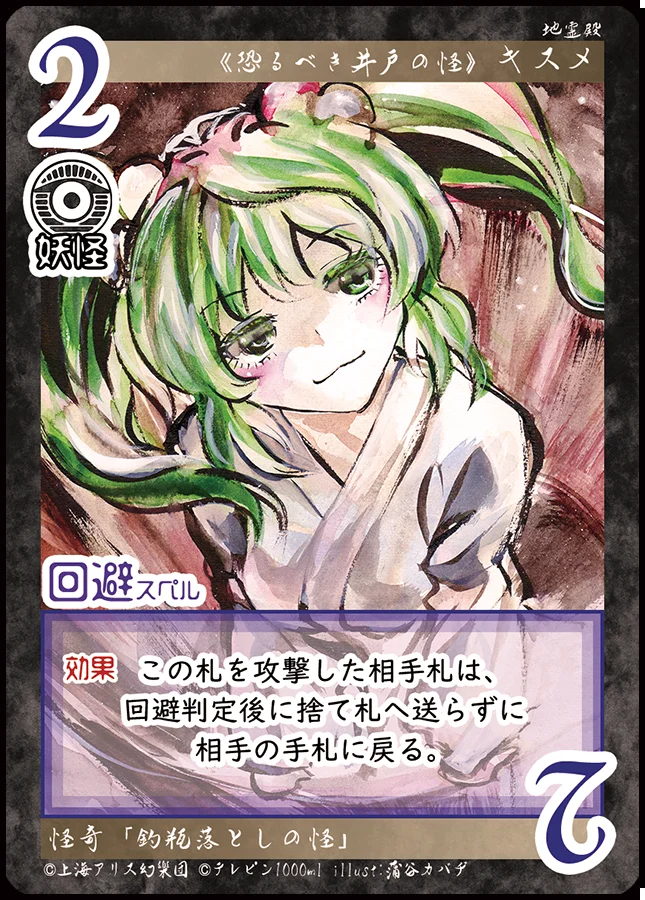 地霊殿
2
《恐るべき井戸の怪》 キスメ
妖怪
回避スペル
効果 この札を攻撃した相手札は、
回避判定後に捨て札へ送らずに
相手の手札に戻る。
2
怪奇「釣瓶落としの怪」
©上海アリス幻樂団 ©テレピン1000ml illust:蒲谷カバヂ